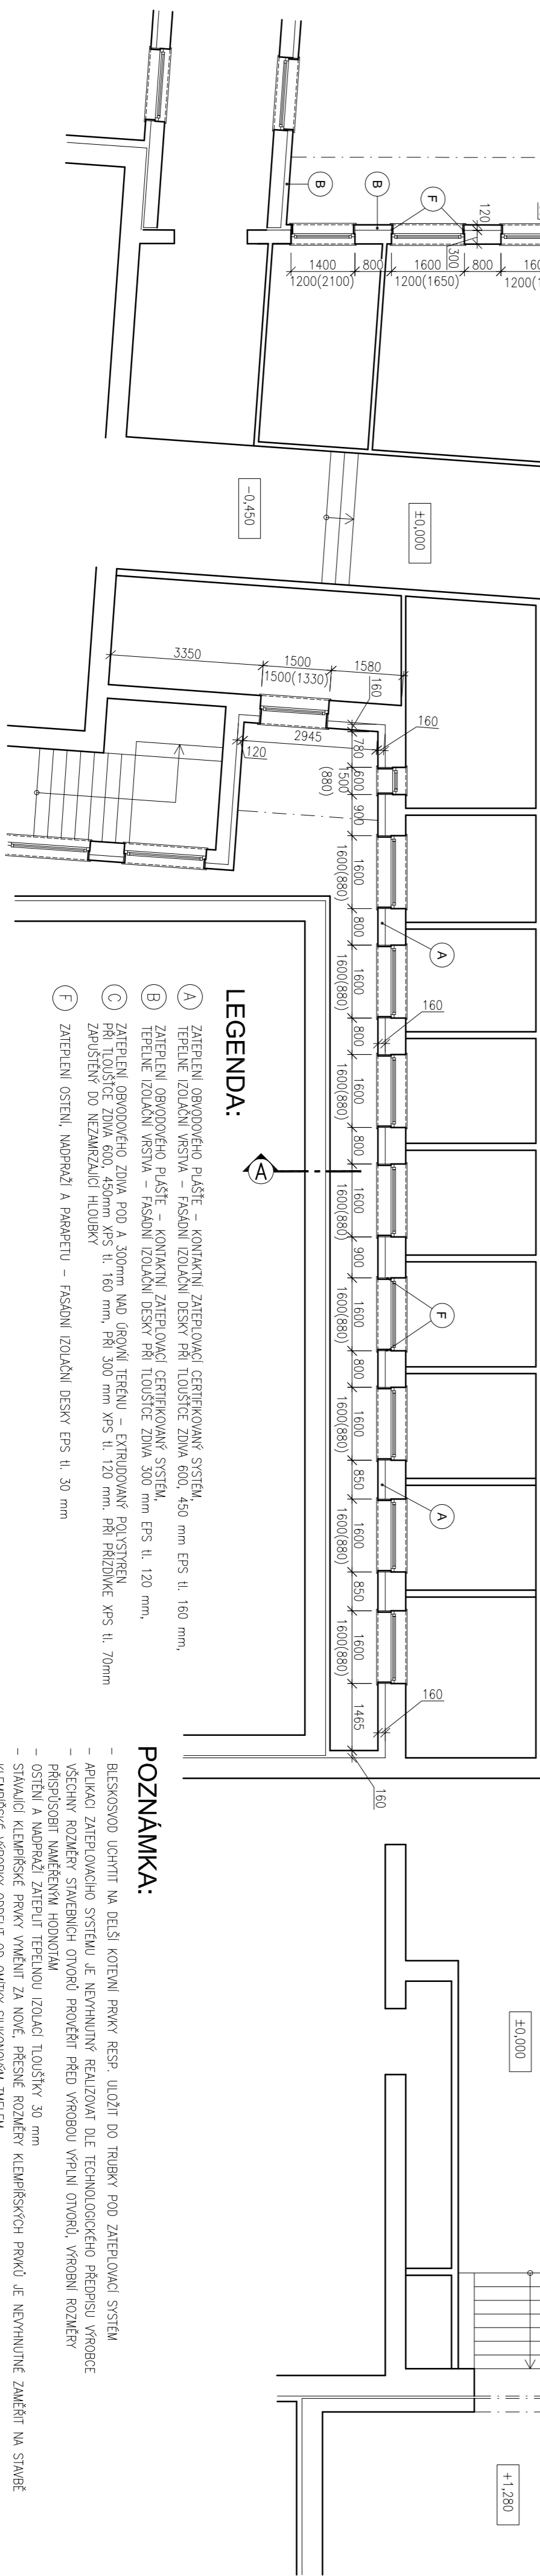 B
B
F
120
300
1400
1200(2100)
800
1600
1200(1650)
800
-0,450
±0,000
3350
1500
1500(1330)
1580
160
160
2945
120
780
600
1500
(880)
900
1600
1600(880)
800
A
1600
1600(880)
800
160
1600
1600(880)
800
1600
1600(880)
900
A
1600
1600(880)
F
800
1600
1600(880)
850
A
1600
1600(880)
850
1600
1600(880)
1465
160
160
±0,000
+1,280
LEGENDA:
A ZATEPLENÍ OBVODOVÉHO PLÁŠTE – KONTAKTNÍ ZATEPLOVACÍ CERTIFIKOVANÝ SYSTÉM,
TEPELNE IZOLAČNÍ VRSTVA – FASÁDNÍ IZOLAČNÍ DESKY PŘI TLOUŠŤCE ZDIVA 600, 450 mm EPS tl. 160 mm,
B ZATEPLENÍ OBVODOVÉHO PLÁŠTE – KONTAKTNÍ ZATEPLOVACÍ CERTIFIKOVANÝ SYSTÉM,
TEPELNE IZOLAČNÍ VRSTVA – FASÁDNÍ IZOLAČNÍ DESKY PŘI TLOUŠŤCE ZDIVA 300 mm EPS tl. 120 mm,
C ZATEPLENÍ OBVODOVÉHO ZDIVA POD A 300mm NAD ÚROVNÍ TERÉNU – EXTRUDOVANÝ POLYSTYREN
PŘI TLOUŠŤCE ZDIVA 600, 450mm XPS tl. 160 mm, PŘI 300 mm XPS tl. 120 mm. PŘI PŘÍZDÍVKE XPS tl. 70mm
ZAPUŠTĚNÝ DO NEZAMRZAJÍCÍ HLOUBKY
F ZATEPLENÍ OSTENÍ, NADPRAŽÍ A PARAPETU – FASÁDNÍ IZOLAČNÍ DESKY EPS tl. 30 mm
POZNÁMKA:
– BLESKOSVOD UCHYTIT NA DELŠÍ KOTEVNÍ PRVKY RESP. ULOŽIT DO TRUBKY POD ZATEPLOVACÍ SYSTÉM
– APLIKACI ZATEPLOVACÍHO SYSTÉMU JE NEVYHNUTNÝ REALIZOVAT DLE TECHNOLOGICKÉHO PŘEDPISU VÝROBCE
– VŠECHNY ROZMĚRY STAVEBNÍCH OTVORŮ PROVĚŘIT PŘED VÝROBOU VÝPLNÍ OTVORŮ, VÝROBNÍ ROZMĚRY
PŘISPŮSOBIT NAMĚŘENÝM HODNOTÁM
– OSTĚNÍ A NADPRAŽÍ ZATEPLIT TEPELNOU IZOLACÍ TLOUŠŤKY 30 mm
– STÁVAJÍCÍ KLEMPÍŘSKÉ PRVKY VYMĚNIT ZA NOVÉ, PŘESNÉ ROZMĚRY KLEMPÍŘSKÝCH PRVKŮ JE NEVYHNUTNÉ ZAMĚŘIT NA STAVBĚ